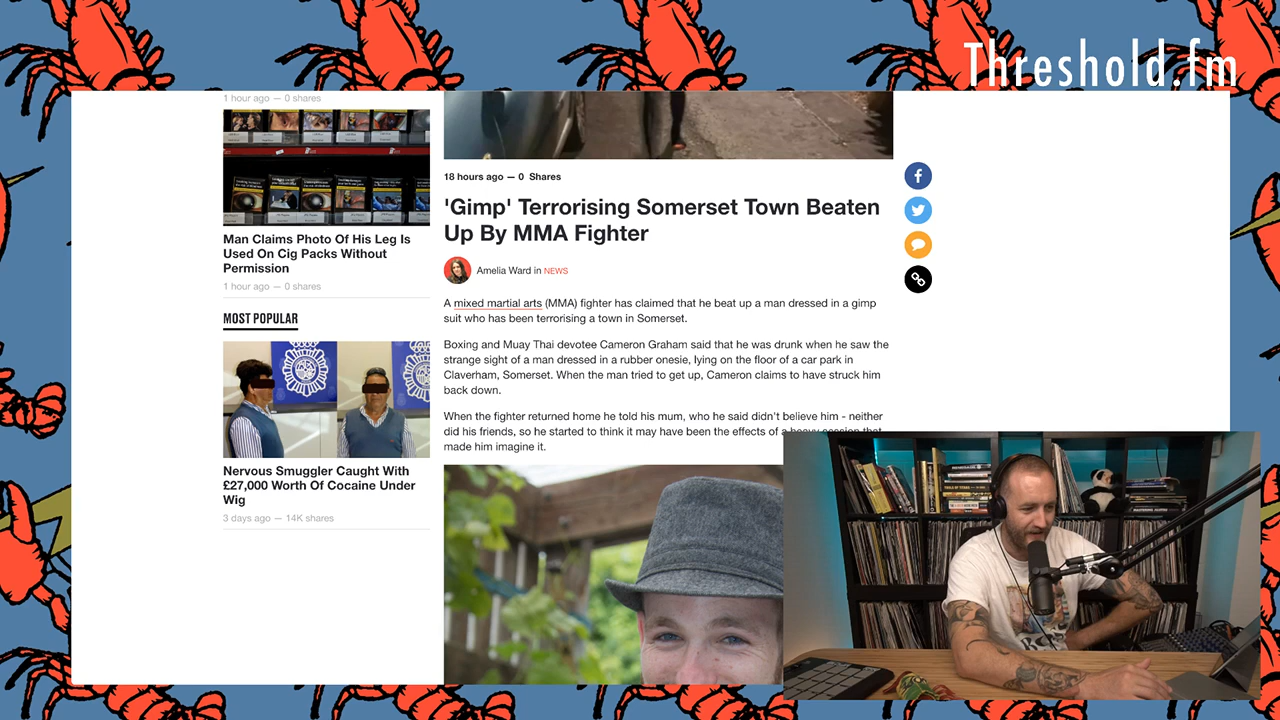 Threshold.fm
1 hour ago — 0 shares
Man Claims Photo Of His Leg Is
Used On Cig Packs Without
Permission
1 hour ago — 0 shares
MOST POPULAR
Nervous Smuggler Caught With
£27,000 Worth Of Cocaine Under
Wig
3 days ago — 14K shares
18 hours ago — 0 Shares
'Gimp' Terrorising Somerset Town Beaten
Up By MMA Fighter
Amelia Ward in NEWS
A mixed martial arts (MMA) fighter has claimed that he beat up a man dressed in a gimp
suit who has been terrorising a town in Somerset.
Boxing and Muay Thai devotee Cameron Graham said that he was drunk when he saw the
strange sight of a man dressed in a rubber onesie, lying on the floor of a car park in
Claverham, Somerset. When the man tried to get up, Cameron claims to have struck him
back down.
When the fighter returned home he told his mum, who he said didn't believe him - neither
did his friends, so he started to think it may have been the effects of a heavy session that
made him imagine it.